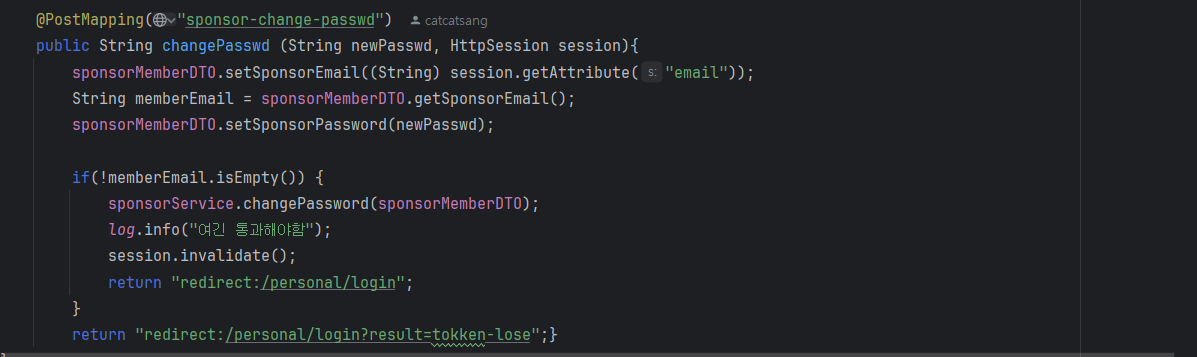 @PostMapping("sponsor-change-passwd") catcatsang
public String changePasswd (String newPasswd, HttpSession session){
sponsorMemberDTO.setSponsorEmail((String) session.getAttribute( s: "email"));
String memberEmail = sponsorMemberDTO.getSponsorEmail();
sponsorMemberDTO.setSponsorPassword(newPasswd);
if(!memberEmail.isEmpty()) {
sponsorService.changePassword(sponsorMemberDTO);
log.info("여긴 통과해야함");
session.invalidate();
return "redirect:/personal/login";
}
return "redirect:/personal/login?result=tokken-lose";}